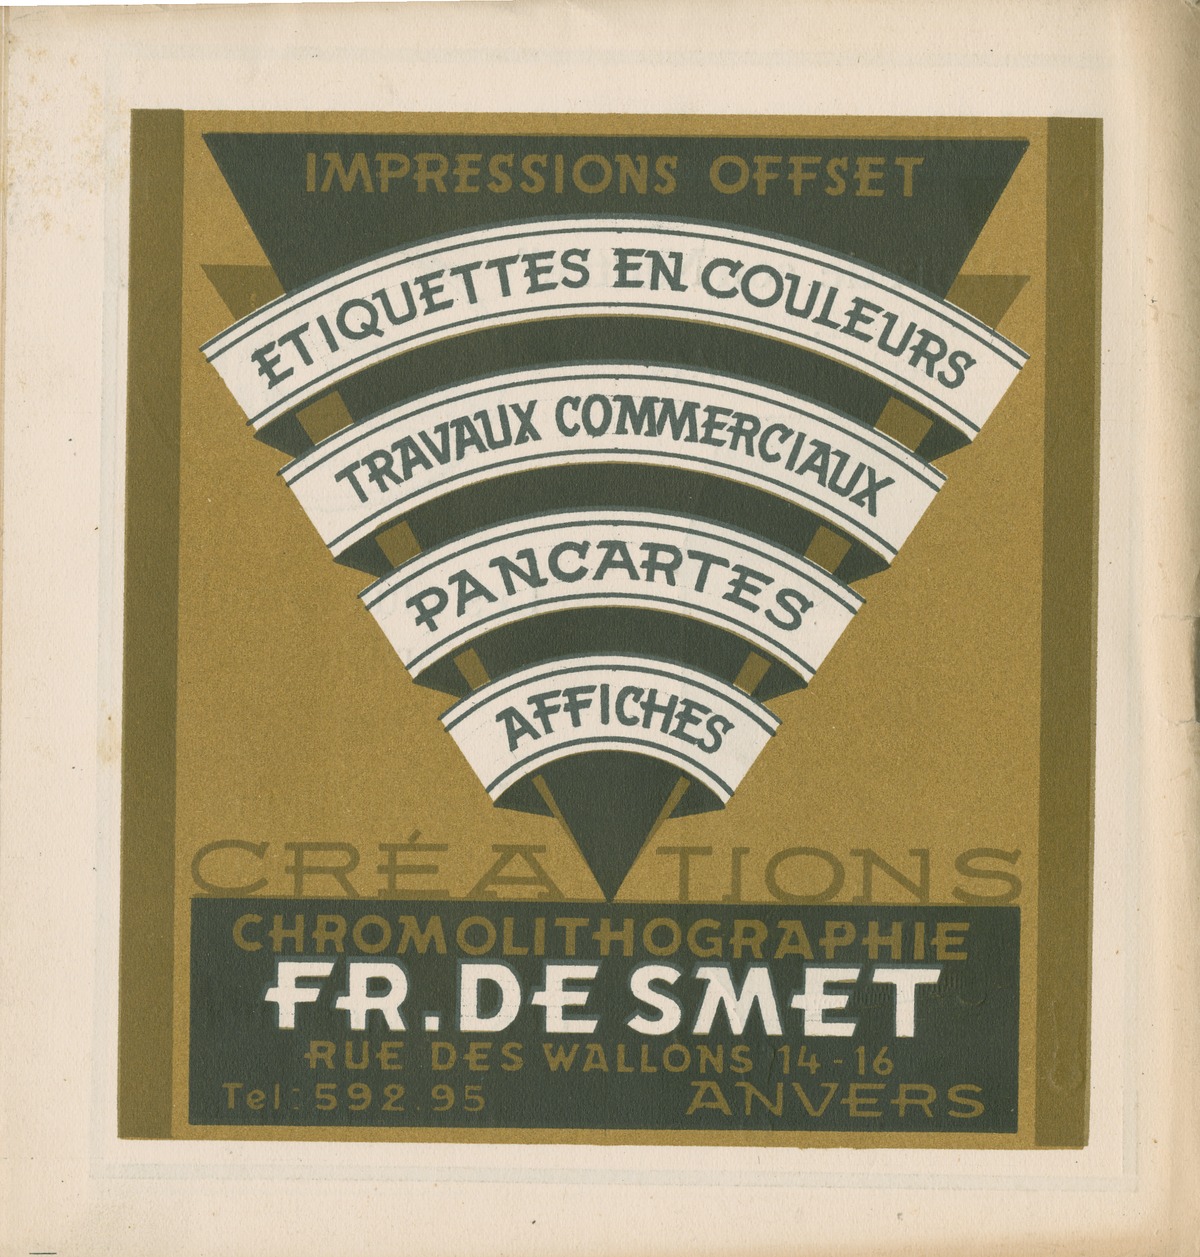 IMPRESSIONS OFFSET
ETIQUETTES EN COULEURS
TRAVAUX COMMERCIAUX
PANCARTES
AFFICHES
CRÉATIONS
CHROMOLITHOGRAPHIE
FR. DE SMET
RUE DES WALLONS 14-16
Tel: 592.95 ANVERS